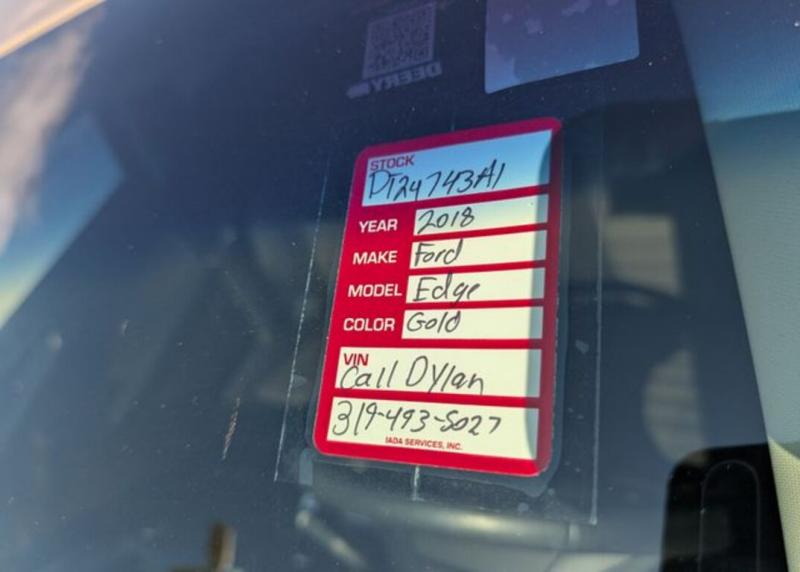 DEERY
STOCK
DT24743A1
YEAR 2018
MAKE Ford
MODEL Edge
COLOR Gold
VIN
Call Dylan
319-493-5027
IADA SERVICES, INC.